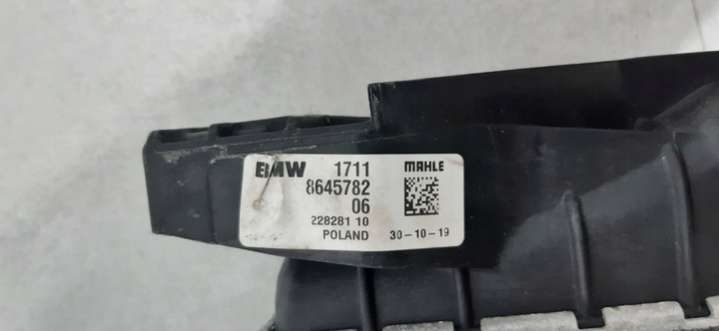 BMW 1711 MAHLE
8645782
06
228281 10
POLAND 30-10-19